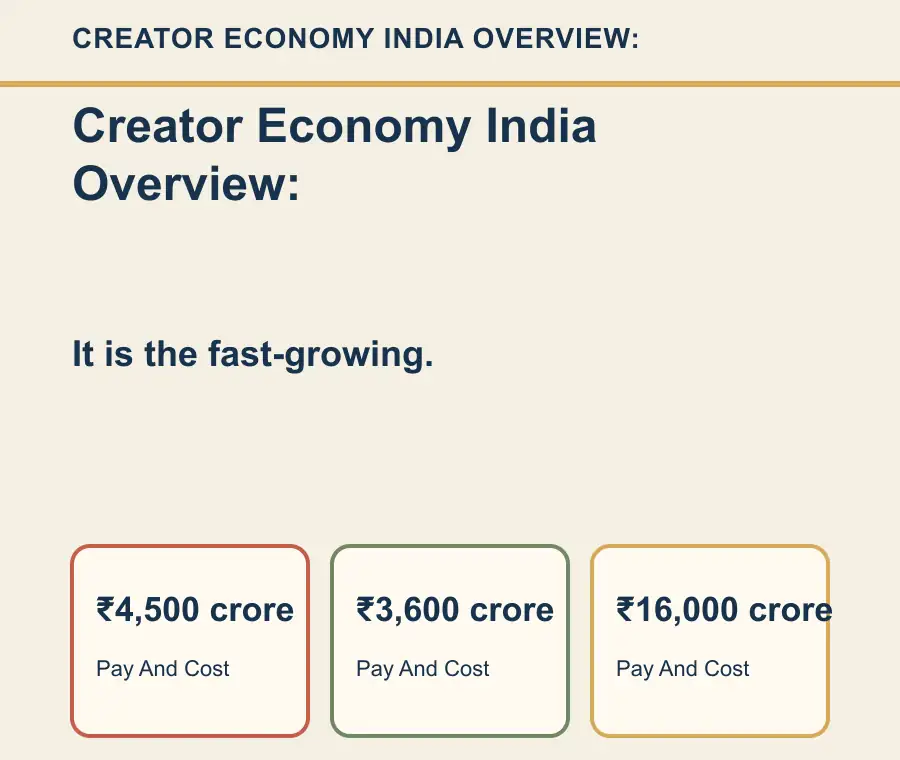 CREATOR ECONOMY INDIA OVERVIEW:
Creator Economy India
Overview:
It is the fast-growing.
₹4,500 crore
Pay And Cost
₹3,600 crore
Pay And Cost
₹16,000 crore
Pay And Cost